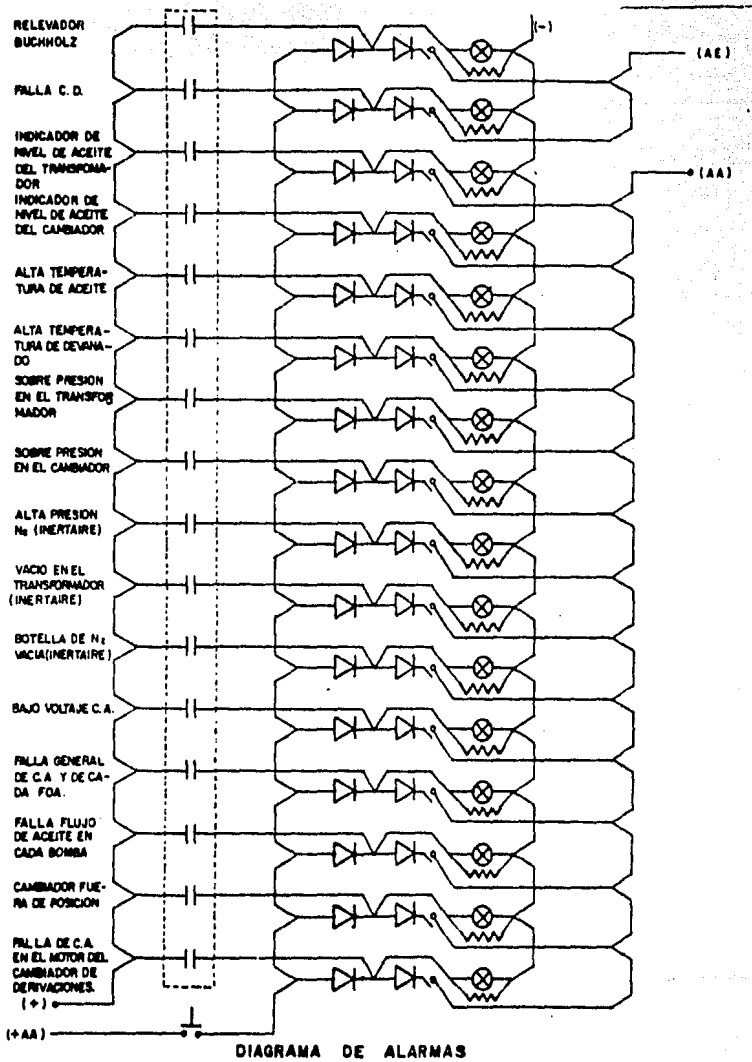 RELEVADOR
BUCHHOLZ
(-)
(AE)
FALLA C.D.
INDICADOR DE
NIVEL DE ACEITE
DEL TRANSFOMA-
DOR
(AA)
INDICADOR DE
NIVEL DE ACEITE
DEL CAMBIADOR
ALTA TEMPERA-
TURA DE ACEITE
ALTA TEMPERA-
TURA DE DEVANA-
DO
SOBRE PRESION
EN EL TRANSFOR
MADOR
SOBRE PRESION
EN EL CAMBIADOR
ALTA PRESION
N₂ (INERTAIRE)
VACIO EN EL
TRANSFORMADOR
(INERTAIRE)
BOTELLA DE N₂
VACIA(INERTAIRE)
BAJO VOLTAJE C.A.
FALLA GENERAL
DE C.A Y DE CA-
DA FOA.
FALLA FLUJO
DE ACEITE EN
CADA BOMBA
CAMBIADOR FUE-
RA DE POSICION
FALLA DE C.A.
EN EL MOTOR DEL
CAMBIADOR DE
DERIVACIONES.
(+)
(+AA)
DIAGRAMA DE ALARMAS